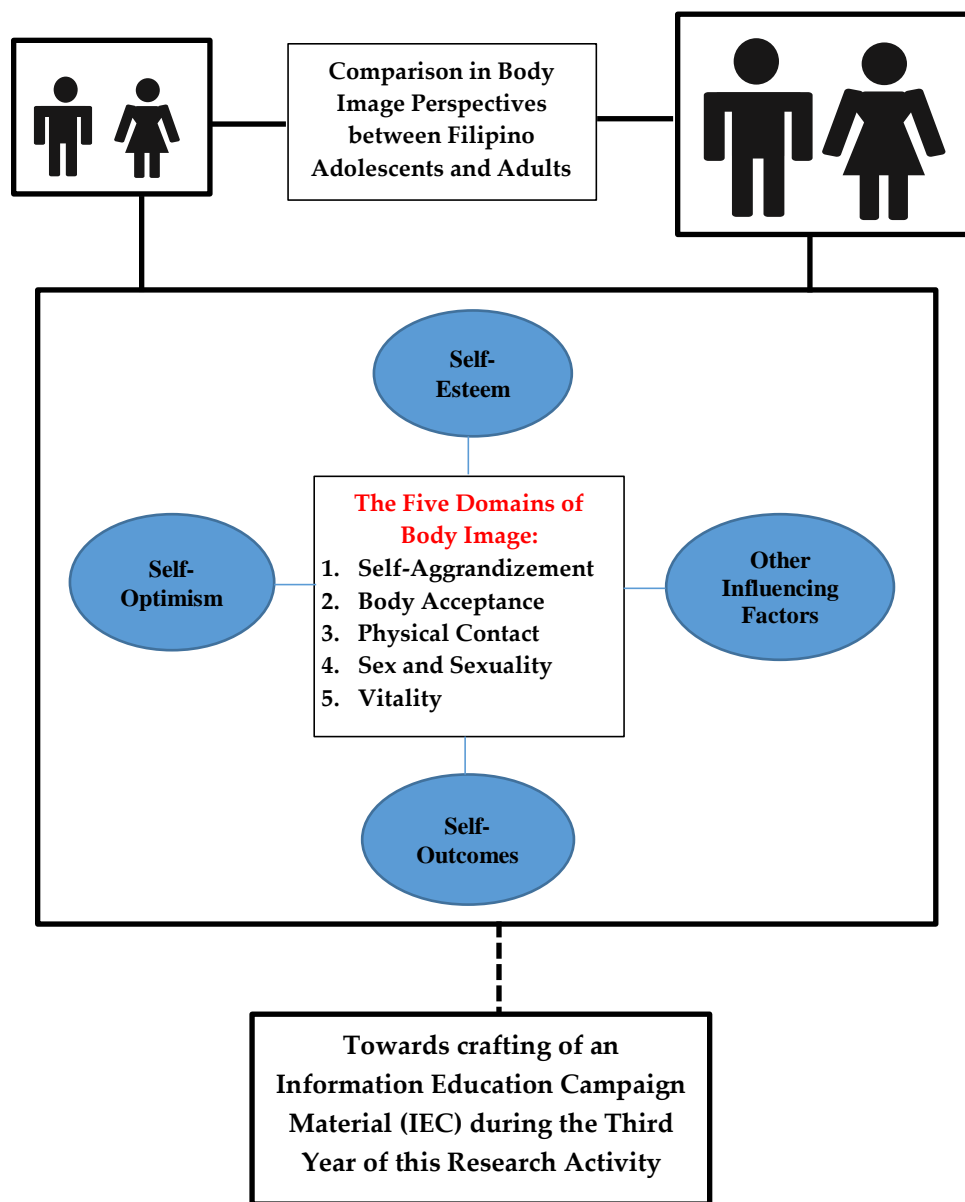 Comparison in Body
Image Perspectives
between Filipino
Adolescents and Adults
Self-
Esteem
The Five Domains of
Body Image:
1. Self-Aggrandizement
2. Body Acceptance
3. Physical Contact
4. Sex and Sexuality
5. Vitality
Self-
Optimism
Other
Influencing
Factors
Self-
Outcomes
Towards crafting of an
Information Education Campaign
Material (IEC) during the Third
Year of this Research Activity